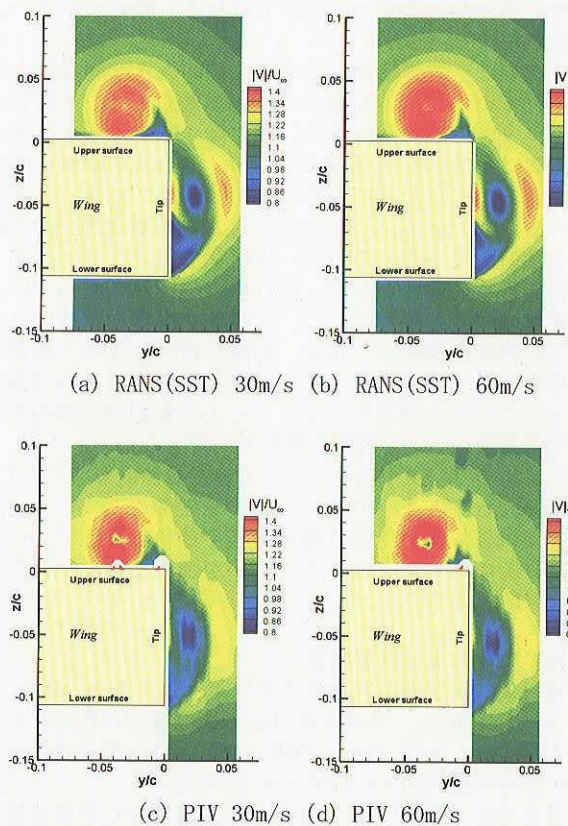 0.1
0.05
0
-0.05
-0.1
-0.15
z/c
-0.1 -0.05 0 0.05
y/c
Upper surface
Wing
Tip
Lower surface
|V|/U∞
1.4
1.34
1.28
1.22
1.16
1.1
1.04
0.98
0.92
0.86
0.8
0.1
0.05
0
-0.05
-0.1
-0.15
z/c
-0.1 -0.05 0 0.05
y/c
Upper surface
Wing
Tip
Lower surface
|V|
(a) RANS(SST) 30m/s (b) RANS(SST) 60m/s
0.1
0.05
0
-0.05
-0.1
-0.15
z/c
-0.1 -0.05 0 0.05
y/c
Upper surface
Wing
Tip
Lower surface
|V|/U∞
1.4
1.34
1.28
1.22
1.16
1.1
1.04
0.98
0.92
0.86
0.8
0.1
0.05
0
-0.05
-0.1
-0.15
z/c
-0.1 -0.05 0 0.05
y/c
Upper surface
Wing
Tip
Lower surface
|V|
(c) PIV 30m/s (d) PIV 60m/s